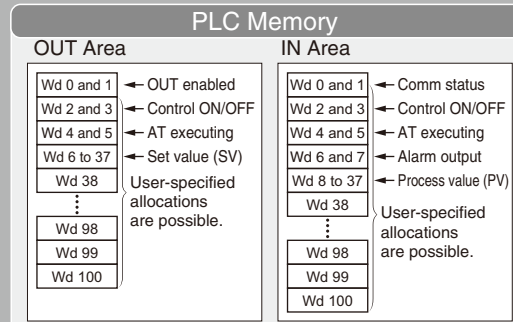 PLC Memory
OUT Area
Wd 0 and 1 OUT enabled
Wd 2 and 3 Control ON/OFF
Wd 4 and 5 AT executing
Wd 6 to 37 Set value (SV)
Wd 38
User-specified
allocations
are possible.
Wd 98
Wd 99
Wd 100
IN Area
Wd 0 and 1 Comm status
Wd 2 and 3 Control ON/OFF
Wd 4 and 5 AT executing
Wd 6 and 7 Alarm output
Wd 8 to 37 Process value (PV)
Wd 38
User-specified
allocations
are possible.
Wd 98
Wd 99
Wd 100